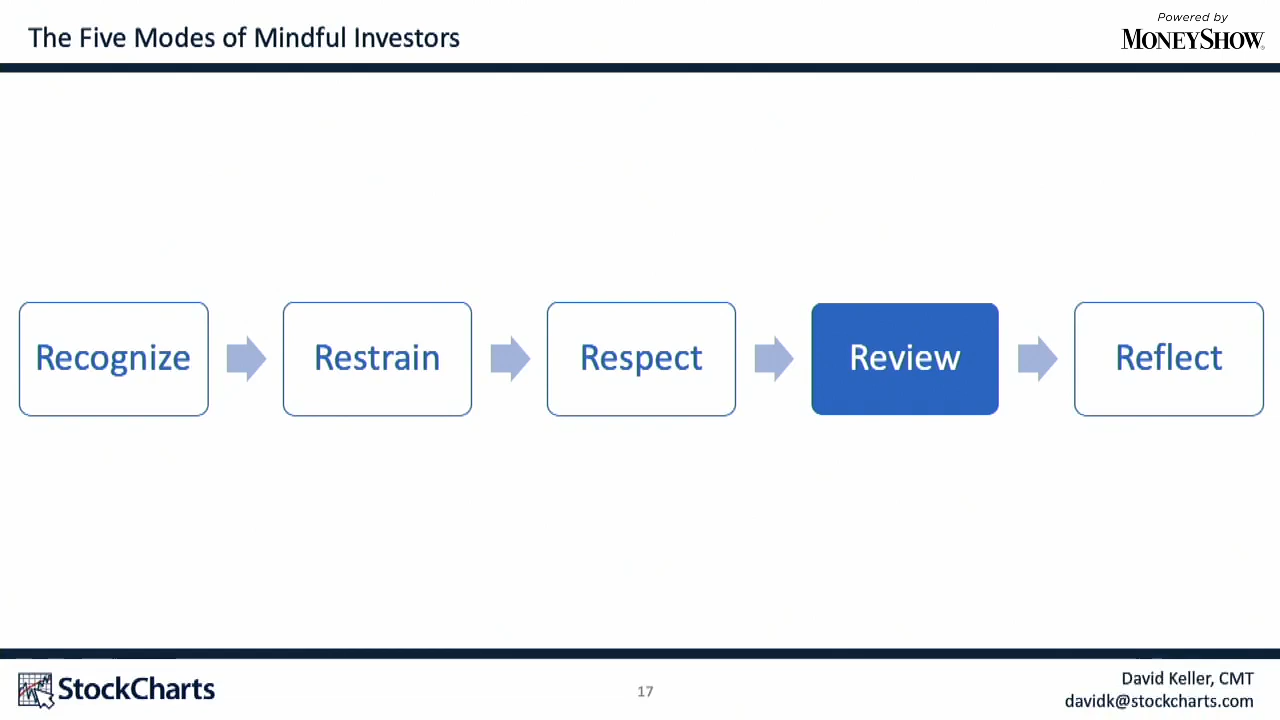 The Five Modes of Mindful Investors
Powered by
MONEYSHOW®
Recognize
Restrain
Respect
Review
Reflect
StockCharts
17
David Keller, CMT
davidk@stockcharts.com